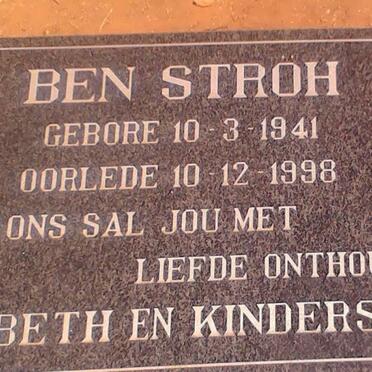 BEN STRÖH
GEBORE 10-3-1941
OORLEDE 10-12-1998
ONS SAL JOU MET
LIEFDE ONTHOU
BETH EN KINDERS